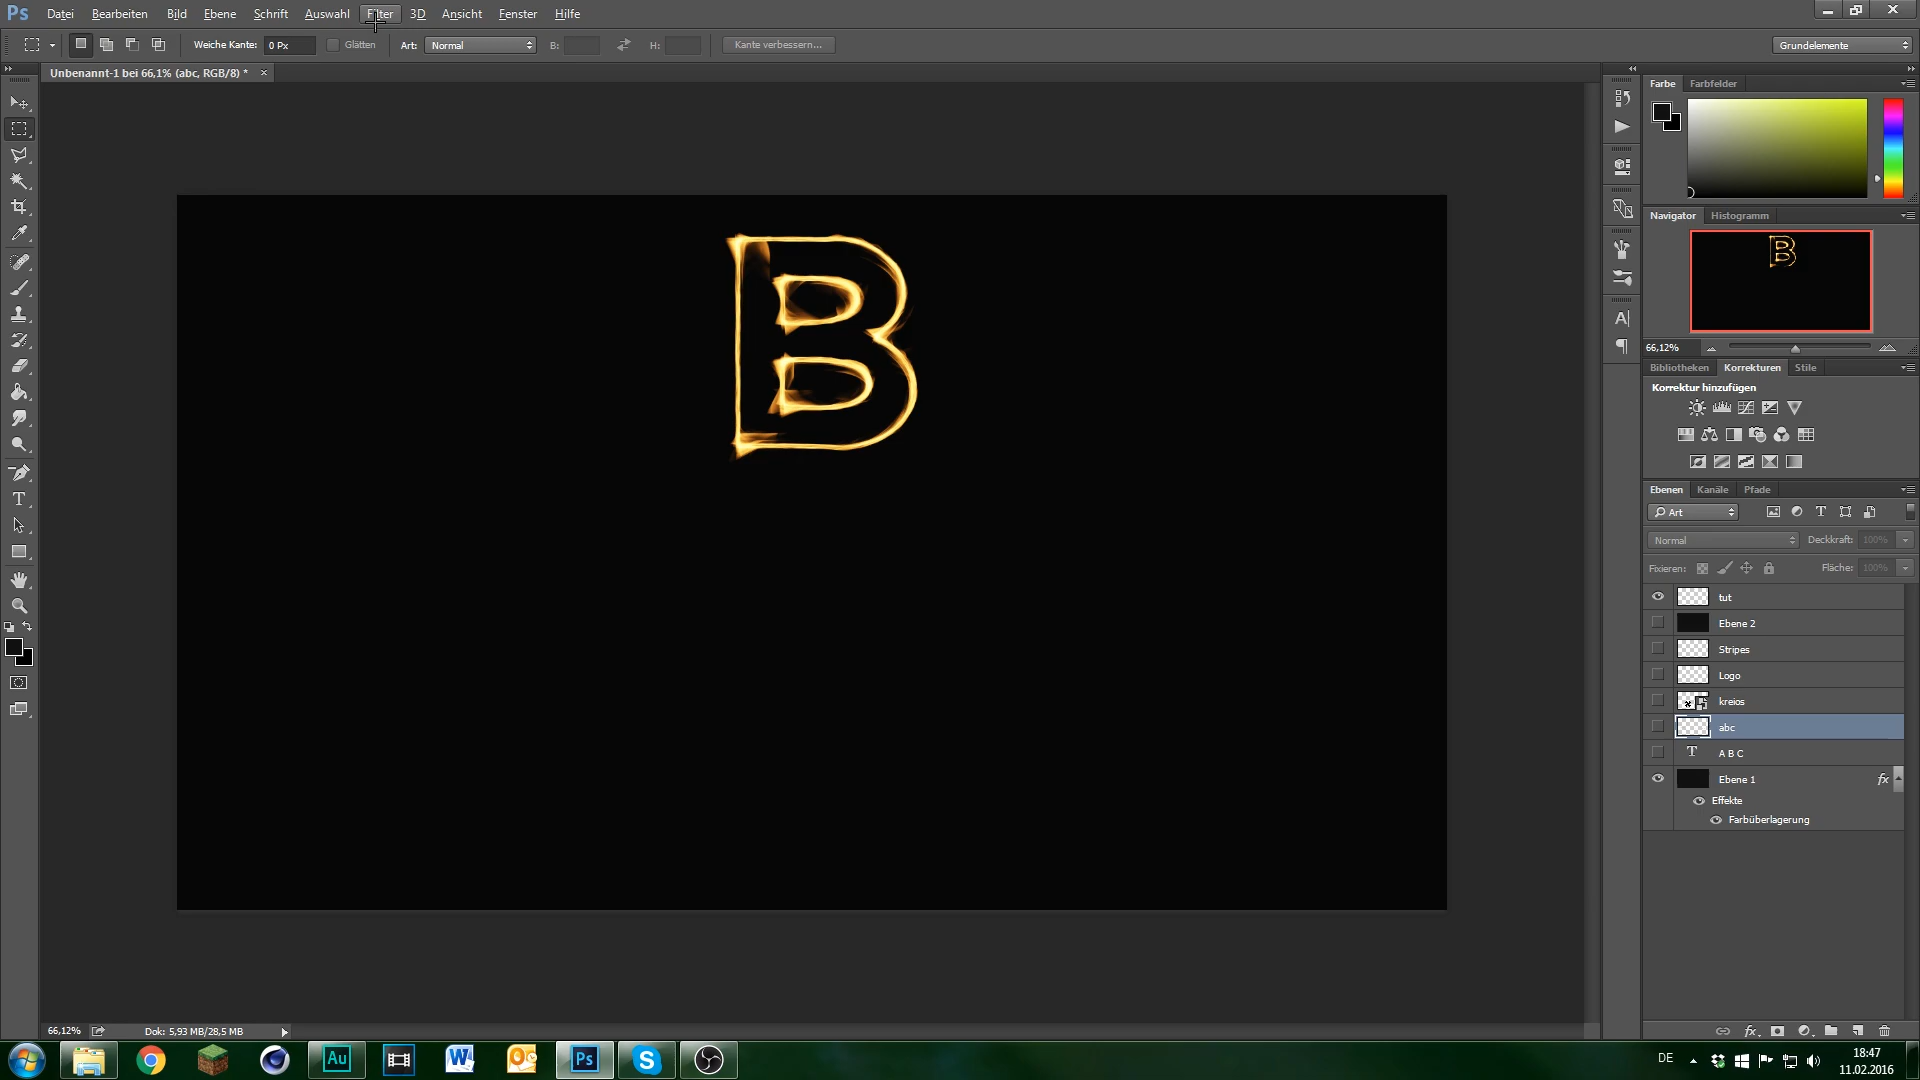 Ps Datei Bearbeiten Bild Ebene Schrift Auswahl Filter 3D Ansicht Fenster Hilfe
Weiche Kante: 0 Px Glätten Art: Normal B: H: Kante verbessern... Grundelemente
Unbenannt-1 bei 66,1% (abc, RGB/8) *
Farbe Farbfelder
B
Navigator Histogramm
66,12%
Bibliotheken Korrekturen Stile
Korrektur hinzufügen
Ebenen Kanäle Pfade
Art
Normal Deckkraft: 100%
Fixieren: Fläche: 100%
tut
Ebene 2
Stripes
Logo
kreios
abc
A B C
Ebene 1 fx
Effekte
Farbüberlagerung
66,12% Dok: 5,93 MB/28,5 MB
Au Ps S
DE 18:47
11.02.2016